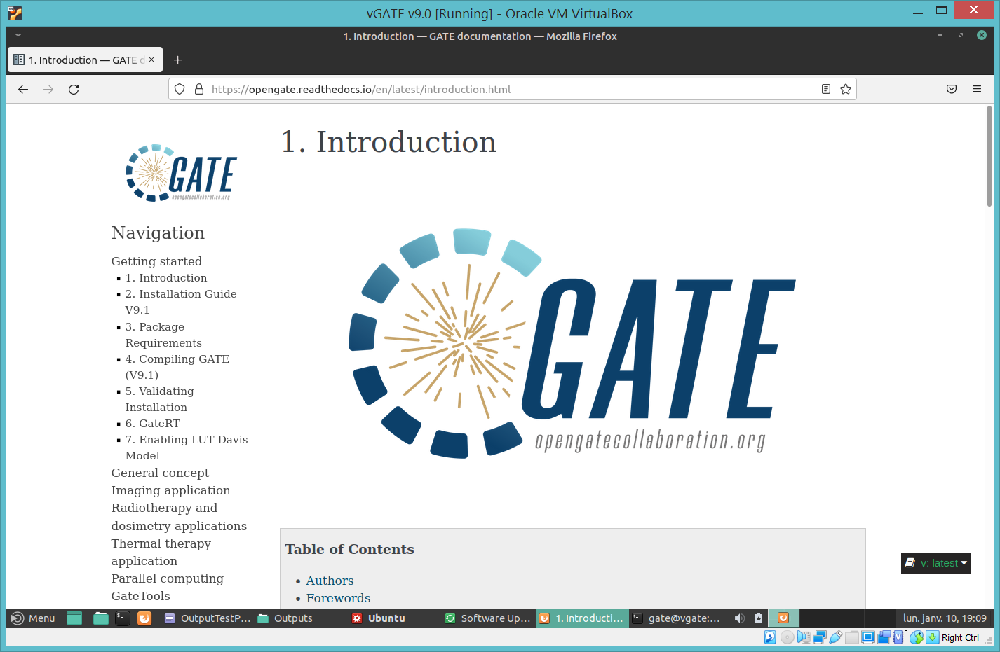 vGATE v9.0 [Running] - Oracle VM VirtualBox
1. Introduction — GATE documentation — Mozilla Firefox
1. Introduction — GATE d
https://opengate.readthedocs.io/en/latest/introduction.html
GATE
opengatecollaboration.org
Navigation
Getting started
1. Introduction
2. Installation Guide
V9.1
3. Package
Requirements
4. Compiling GATE
(V9.1)
5. Validating
Installation
6. GateRT
7. Enabling LUT Davis
Model
General concept
Imaging application
Radiotherapy and
dosimetry applications
Thermal therapy
application
Parallel computing
GateTools
1. Introduction
GATE
opengatecollaboration.org
Table of Contents
Authors
Forewords
v: latest
Menu
OutputTestP...
Outputs
Ubuntu
Software Up...
1. Introducti...
gate@vgate:...
lun. janv. 10, 19:09
Right Ctrl